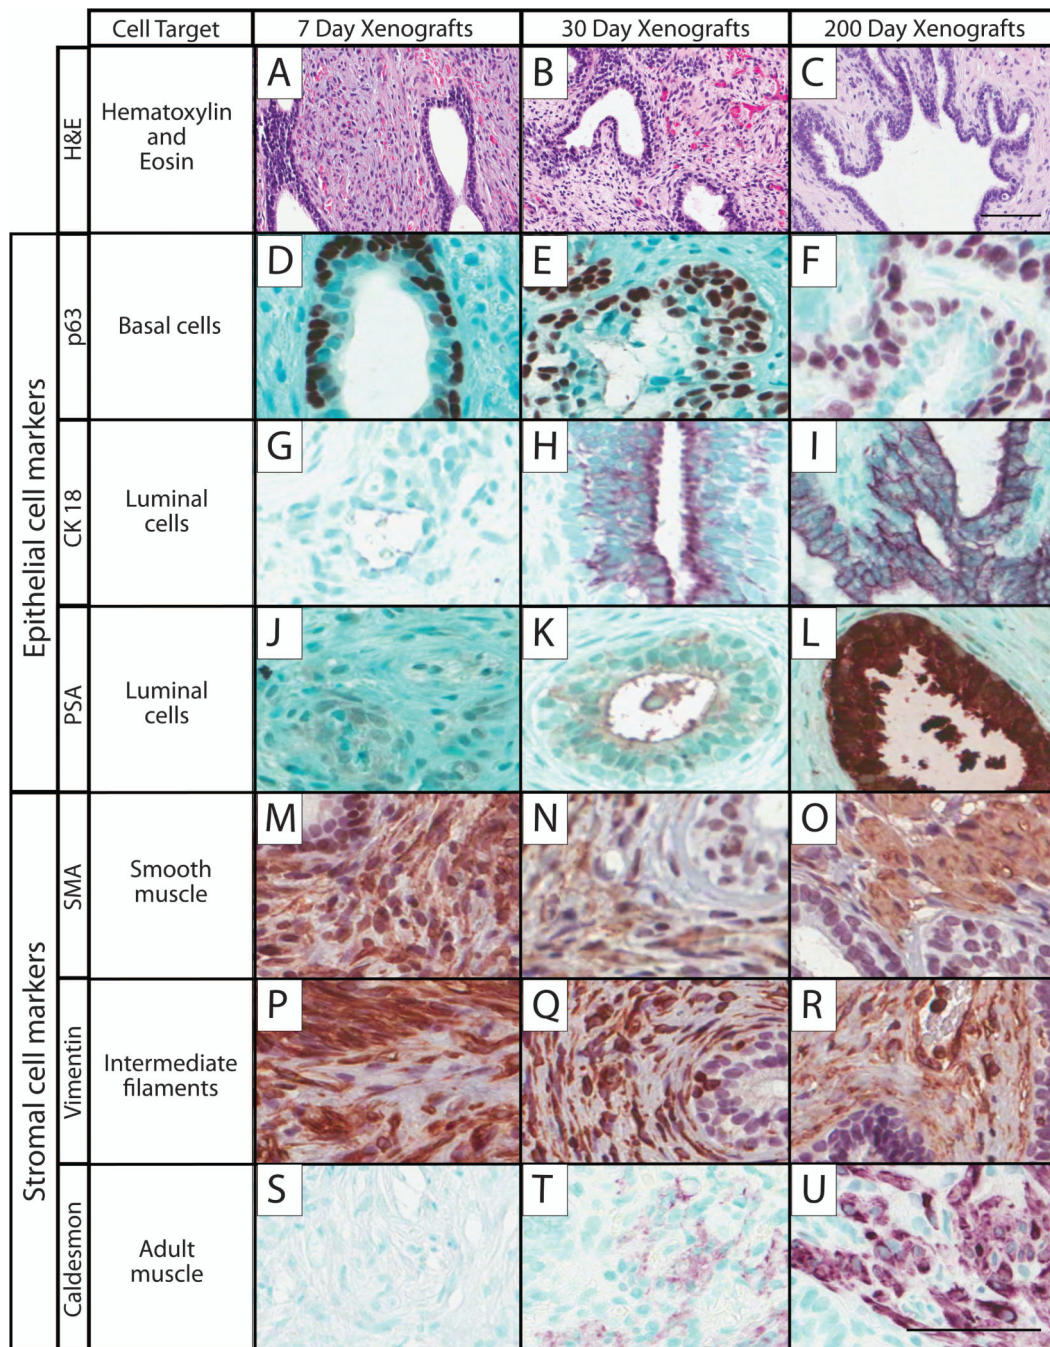 Cell Target
7 Day Xenografts
30 Day Xenografts
200 Day Xenografts
H&E
Hematoxylin
and
Eosin
A
B
C
Epithelial cell markers
p63
Basal cells
D
E
F
CK 18
Luminal
cells
G
H
I
PSA
Luminal
cells
J
K
L
Stromal cell markers
SMA
Smooth
muscle
M
N
O
Vimentin
Intermediate
filaments
P
Q
R
Caldesmon
Adult
muscle
S
T
U